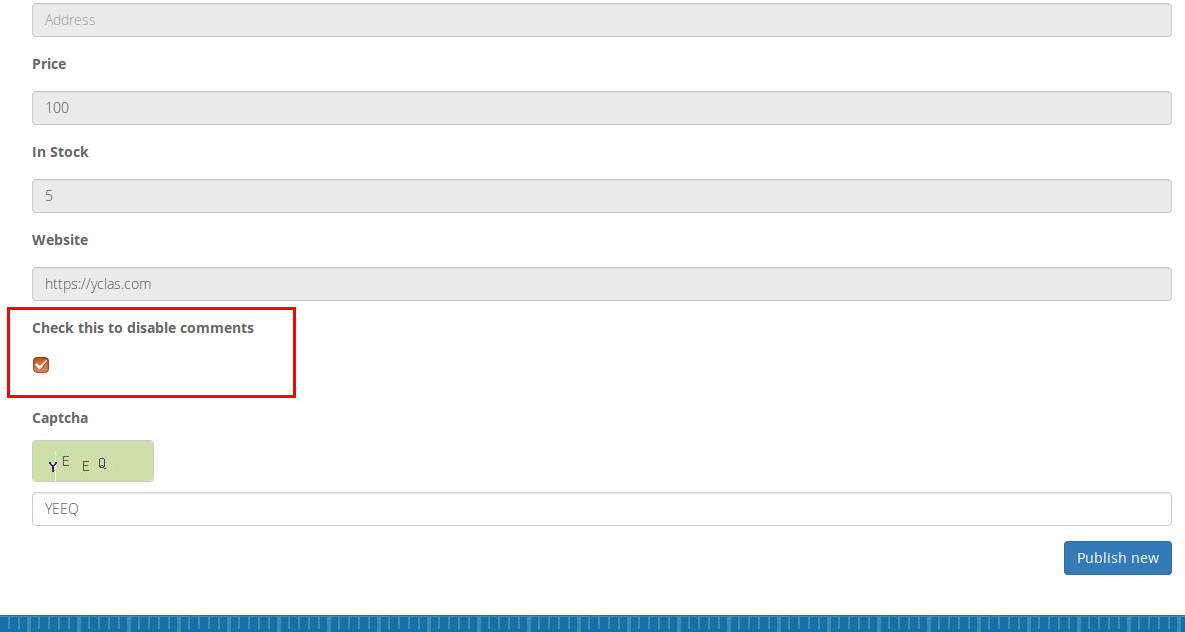 Address
Price
100
In Stock
5
Website
https://yclas.com
Check this to disable comments
Captcha
YEEQ
YEEQ
Publish new